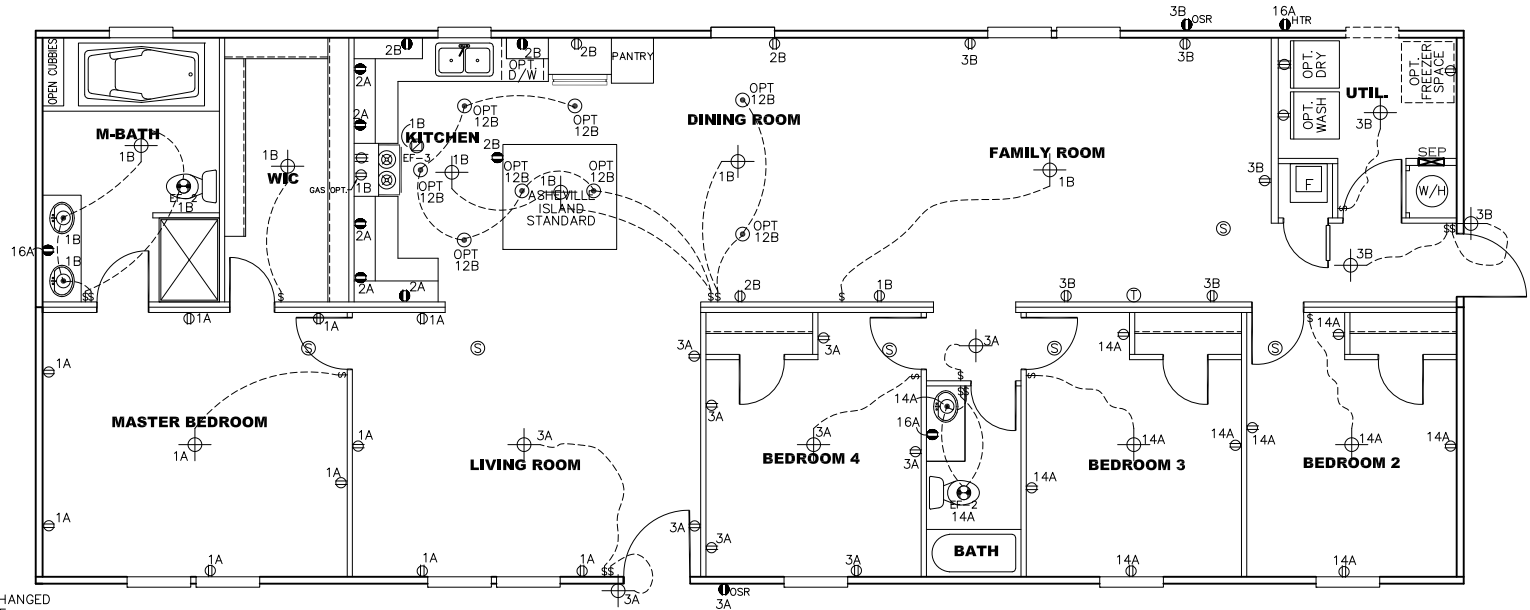 3B
OSR
16A
HTR
OPEN CUBBIES
2B
2B
OPT.
D/W
2B
PANTRY
2B
3B
3B
OPT.
DRY
OPT.
FREEZER
SPACE
2A
UTIL.
OPT
12B
OPT
12B
OPT
12B
OPT.
WASH
2A
M-BATH
1B
KITCHEN
DINING ROOM
3B
1B
EF-3
2B
FAMILY ROOM
SEP
1B
WIC
1B
GAS OPT.
1B
OPT
12B
OPT
12B
1B
OPT
12B
1B
1B
3B
F
W/H
EF-2
1B
ASHEVILLE
ISLAND
STANDARD
1B
2A
OPT
12B
OPT
12B
S
3B
16A
1B
3B
$$
$
2A
2A
$$
2B
$
1B
3B
T
3B
$
$$
1A
1A
1A
$
1A
S
S
3A
3A
S
3A
S
14A
S
14A
$
$
$
$
$$
MASTER BEDROOM
1A
3A
14A
16A
1A
3A
LIVING ROOM
3A
BEDROOM 4
3A
14A
BEDROOM 3
14A
14A
14A
BEDROOM 2
14A
1A
14A
EF-2
14A
1A
3A
3A
BATH
1A
1A
1A
$$
3A
14A
14A
3A
OSR
3A
HANGED